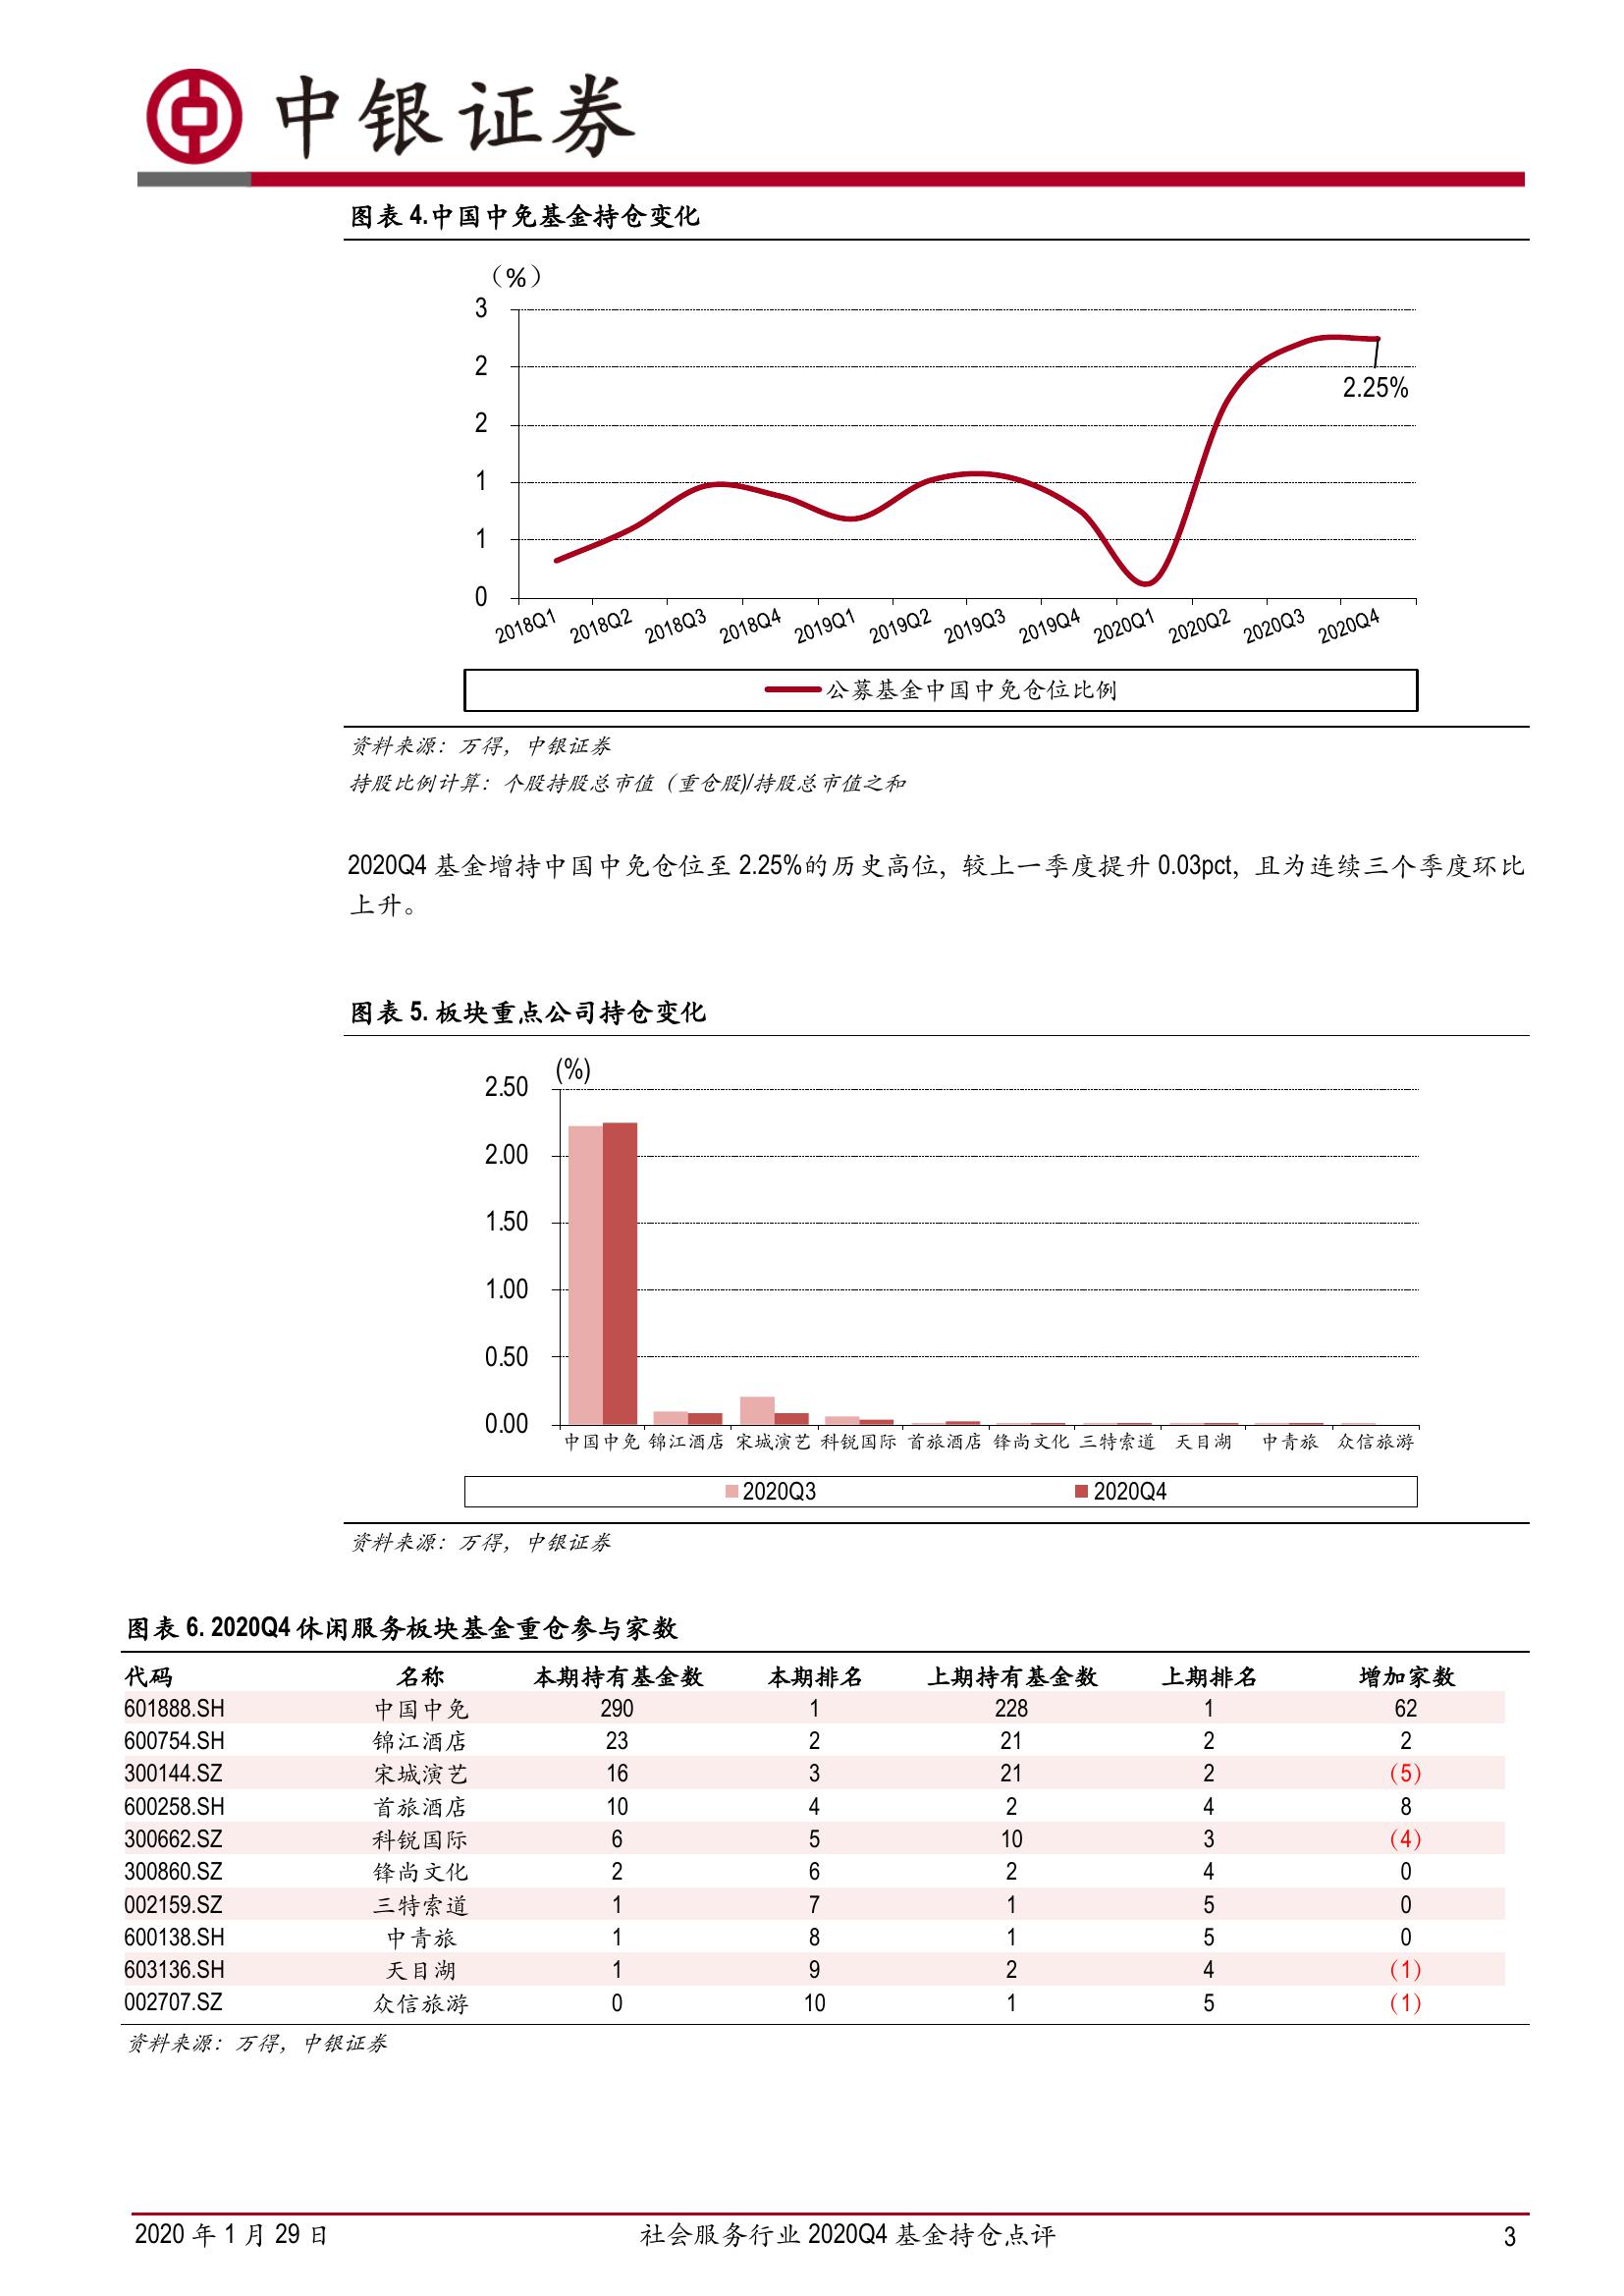 中银证券
图表 4.中国中免基金持仓变化
（%）
3
2
2
1
1
0
2018Q1 2018Q2 2018Q3 2018Q4 2019Q1 2019Q2 2019Q3 2019Q4 2020Q1 2020Q2 2020Q3 2020Q4
2.25%
公募基金中国中免仓位比例
资料来源：万得，中银证券
持股比例计算：个股持股总市值（重仓股)/持股总市值之和
2020Q4 基金增持中国中免仓位至 2.25%的历史高位，较上一季度提升 0.03pct，且为连续三个季度环比
上升。
图表 5. 板块重点公司持仓变化
(%)
2.50
2.00
1.50
1.00
0.50
0.00
中国中免 锦江酒店 宋城演艺 科锐国际 首旅酒店 锋尚文化 三特索道 天目湖 中青旅 众信旅游
2020Q3 2020Q4
资料来源：万得，中银证券
图表 6. 2020Q4 休闲服务板块基金重仓参与家数
代码 名称 本期持有基金数 本期排名 上期持有基金数 上期排名 增加家数
601888.SH 中国中免 290 1 228 1 62
600754.SH 锦江酒店 23 2 21 2 2
300144.SZ 宋城演艺 16 3 21 2 （5）
600258.SH 首旅酒店 10 4 2 4 8
300662.SZ 科锐国际 6 5 10 3 （4）
300860.SZ 锋尚文化 2 6 2 4 0
002159.SZ 三特索道 1 7 1 5 0
600138.SH 中青旅 1 8 1 5 0
603136.SH 天目湖 1 9 2 4 （1）
002707.SZ 众信旅游 0 10 1 5 （1）
资料来源：万得，中银证券
2020 年 1 月 29 日 社会服务行业 2020Q4 基金持仓点评 3